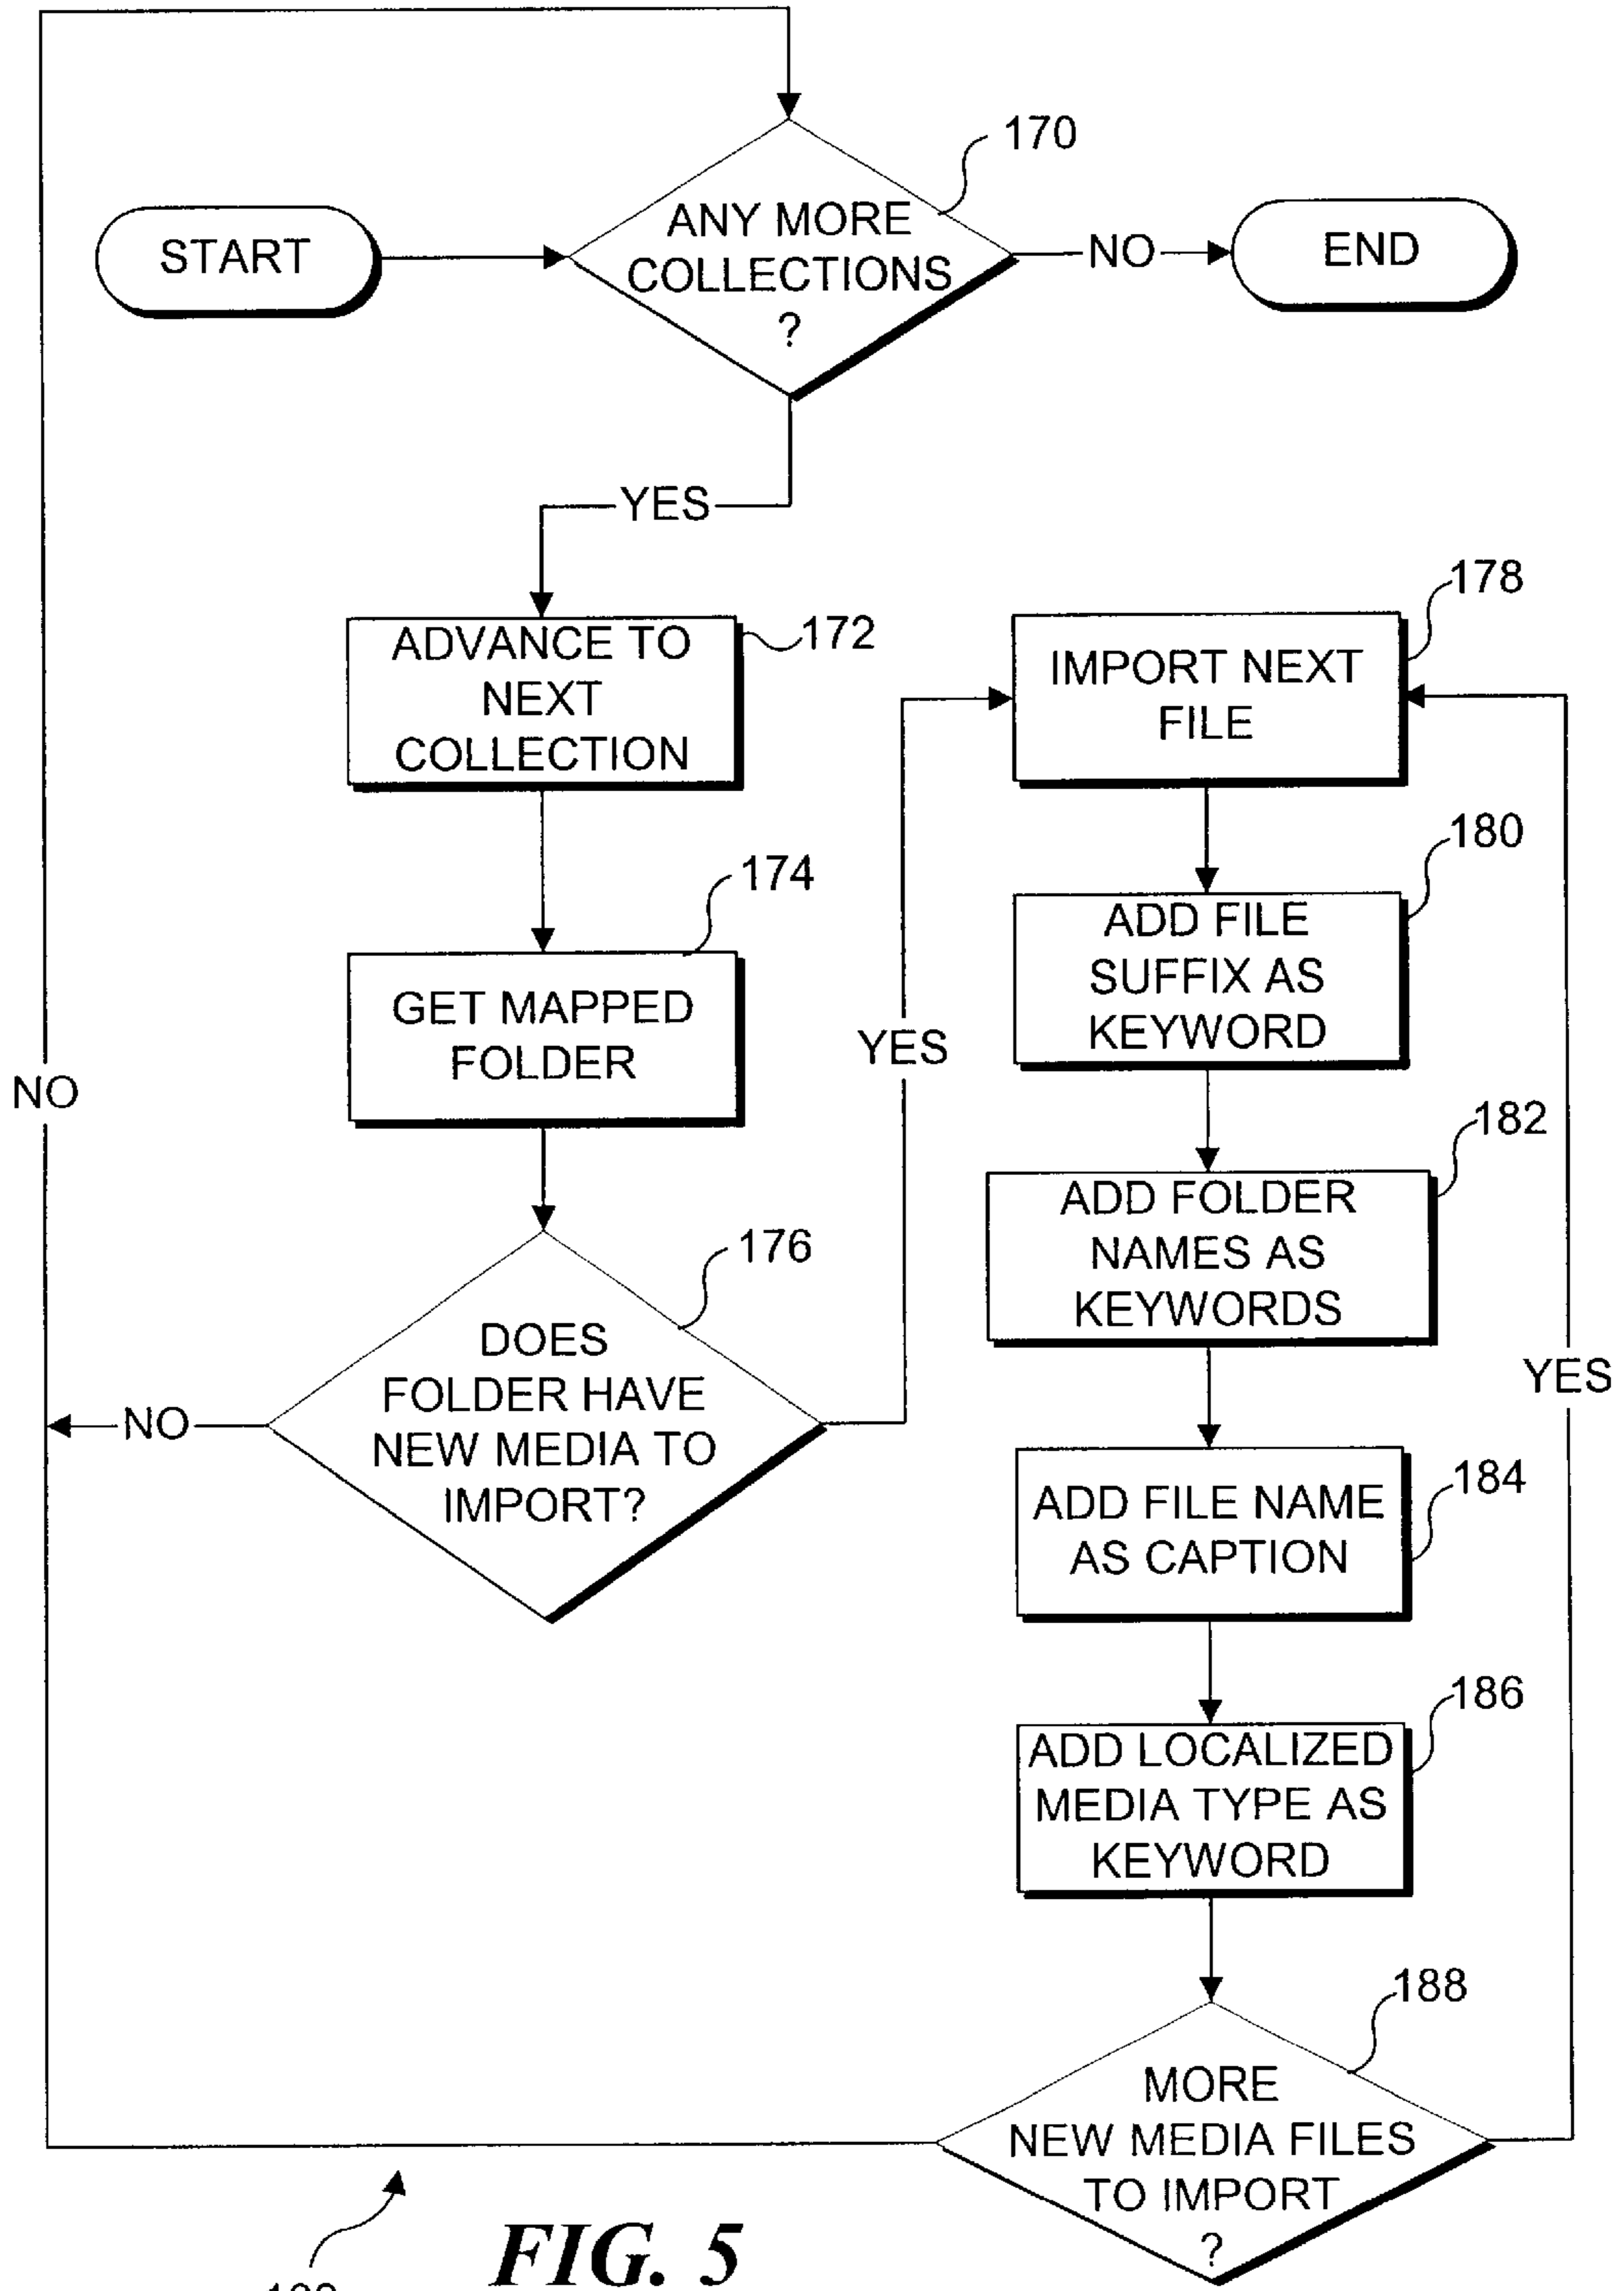 170
START
ANY MORE
COLLECTIONS
?
NO
END
YES
ADVANCE TO
NEXT
COLLECTION
172
GET MAPPED
FOLDER
174
DOES
FOLDER HAVE
NEW MEDIA TO
IMPORT?
176
NO
NO
YES
IMPORT NEXT
FILE
178
ADD FILE
SUFFIX AS
KEYWORD
180
ADD FOLDER
NAMES AS
KEYWORDS
182
ADD FILE NAME
AS CAPTION
184
ADD LOCALIZED
MEDIA TYPE AS
KEYWORD
186
MORE
NEW MEDIA FILES
TO IMPORT
?
188
YES
FIG. 5